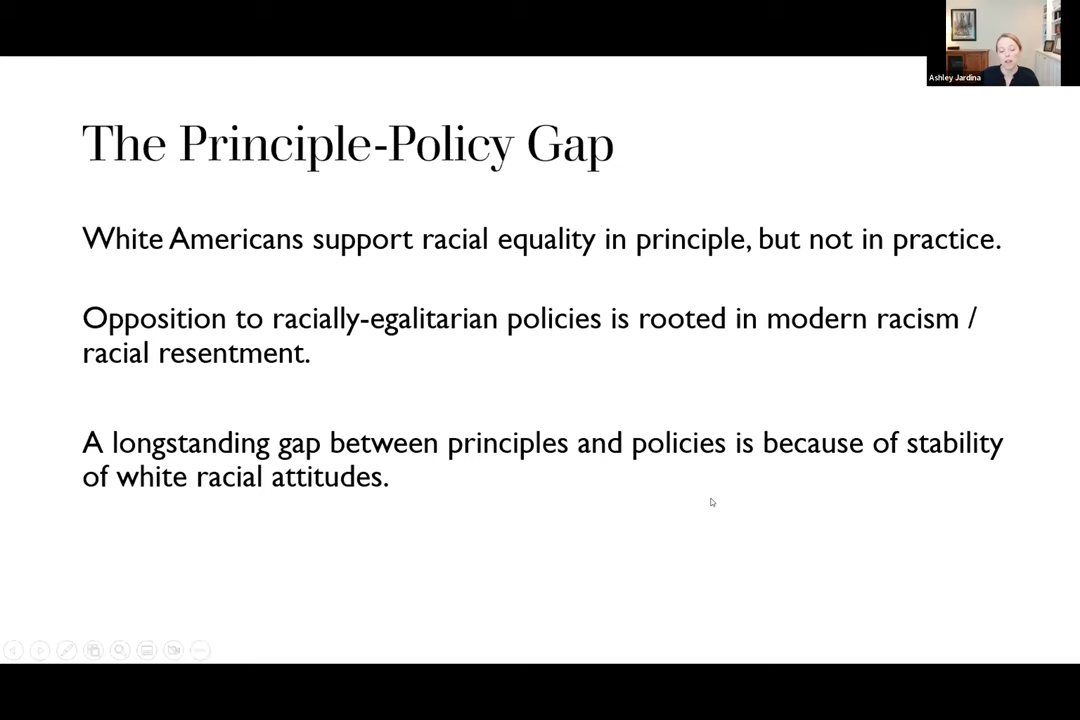 Ashley Jardina
The Principle-Policy Gap
White Americans support racial equality in principle, but not in practice.
Opposition to racially-egalitarian policies is rooted in modern racism /
racial resentment.
A longstanding gap between principles and policies is because of stability
of white racial attitudes.